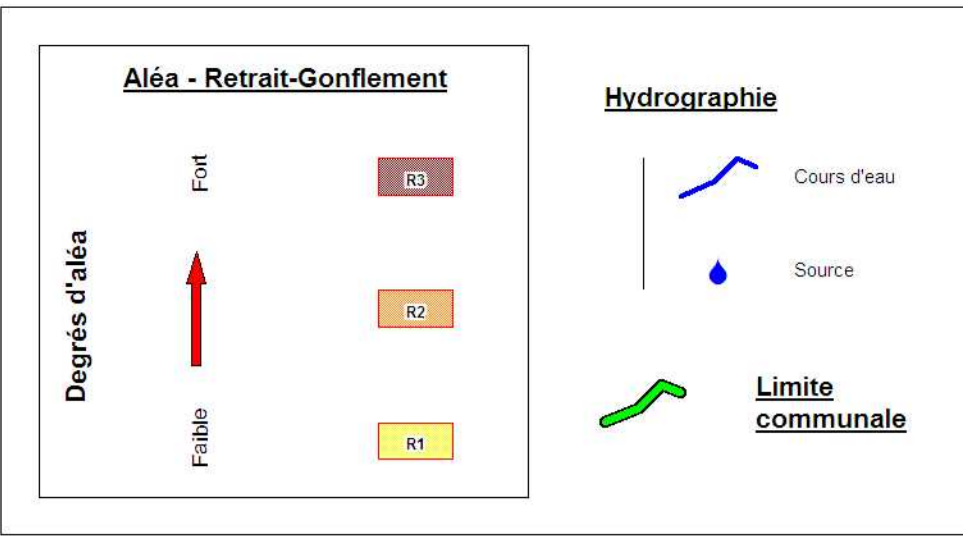 Aléa - Retrait-Gonflement
Degrés d'aléa
Fort
R3
R2
Faible
R1
Hydrographie
Cours d'eau
Source
Limite
communale